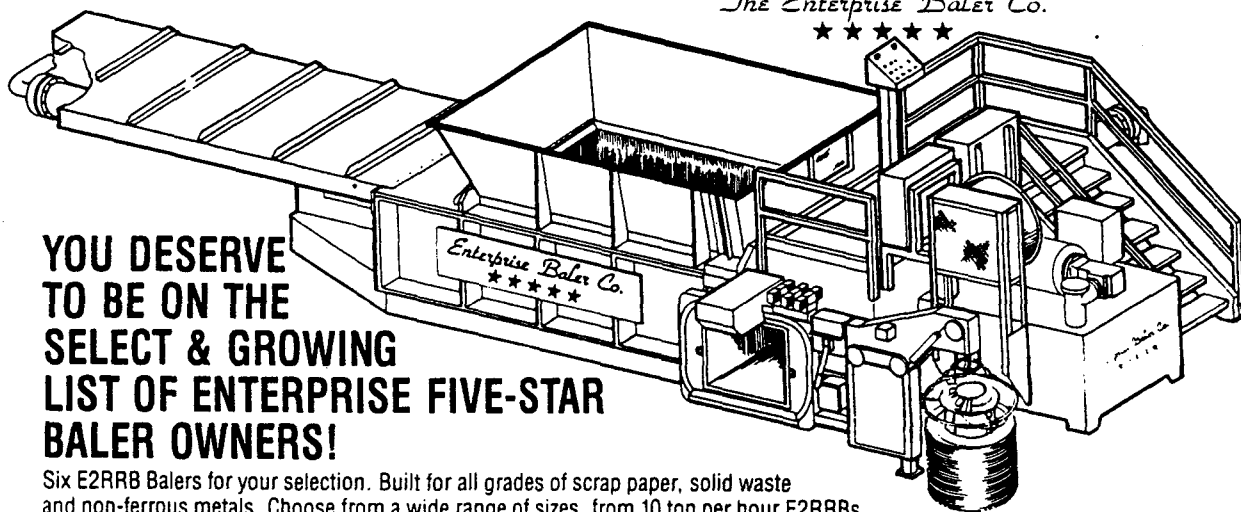 The Enterprise Baler Co.
★★★★★
Enterprise Baler Co.
★★★★★
YOU DESERVE
TO BE ON THE
SELECT & GROWING
LIST OF ENTERPRISE FIVE-STAR
BALER OWNERS!
Six E2RRB Balers for your selection. Built for all grades of scrap paper, solid waste
and non-ferrous metals. Choose from a wide range of sizes, from 10 ton per hour E2RRBs